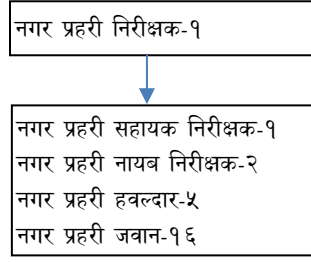 नगर प्रहरी निरीक्षक-१
नगर प्रहरी सहायक निरीक्षक-१
नगर प्रहरी नायब निरीक्षक-२
नगर प्रहरी हवल्दार-५
नगर प्रहरी जवान-१६